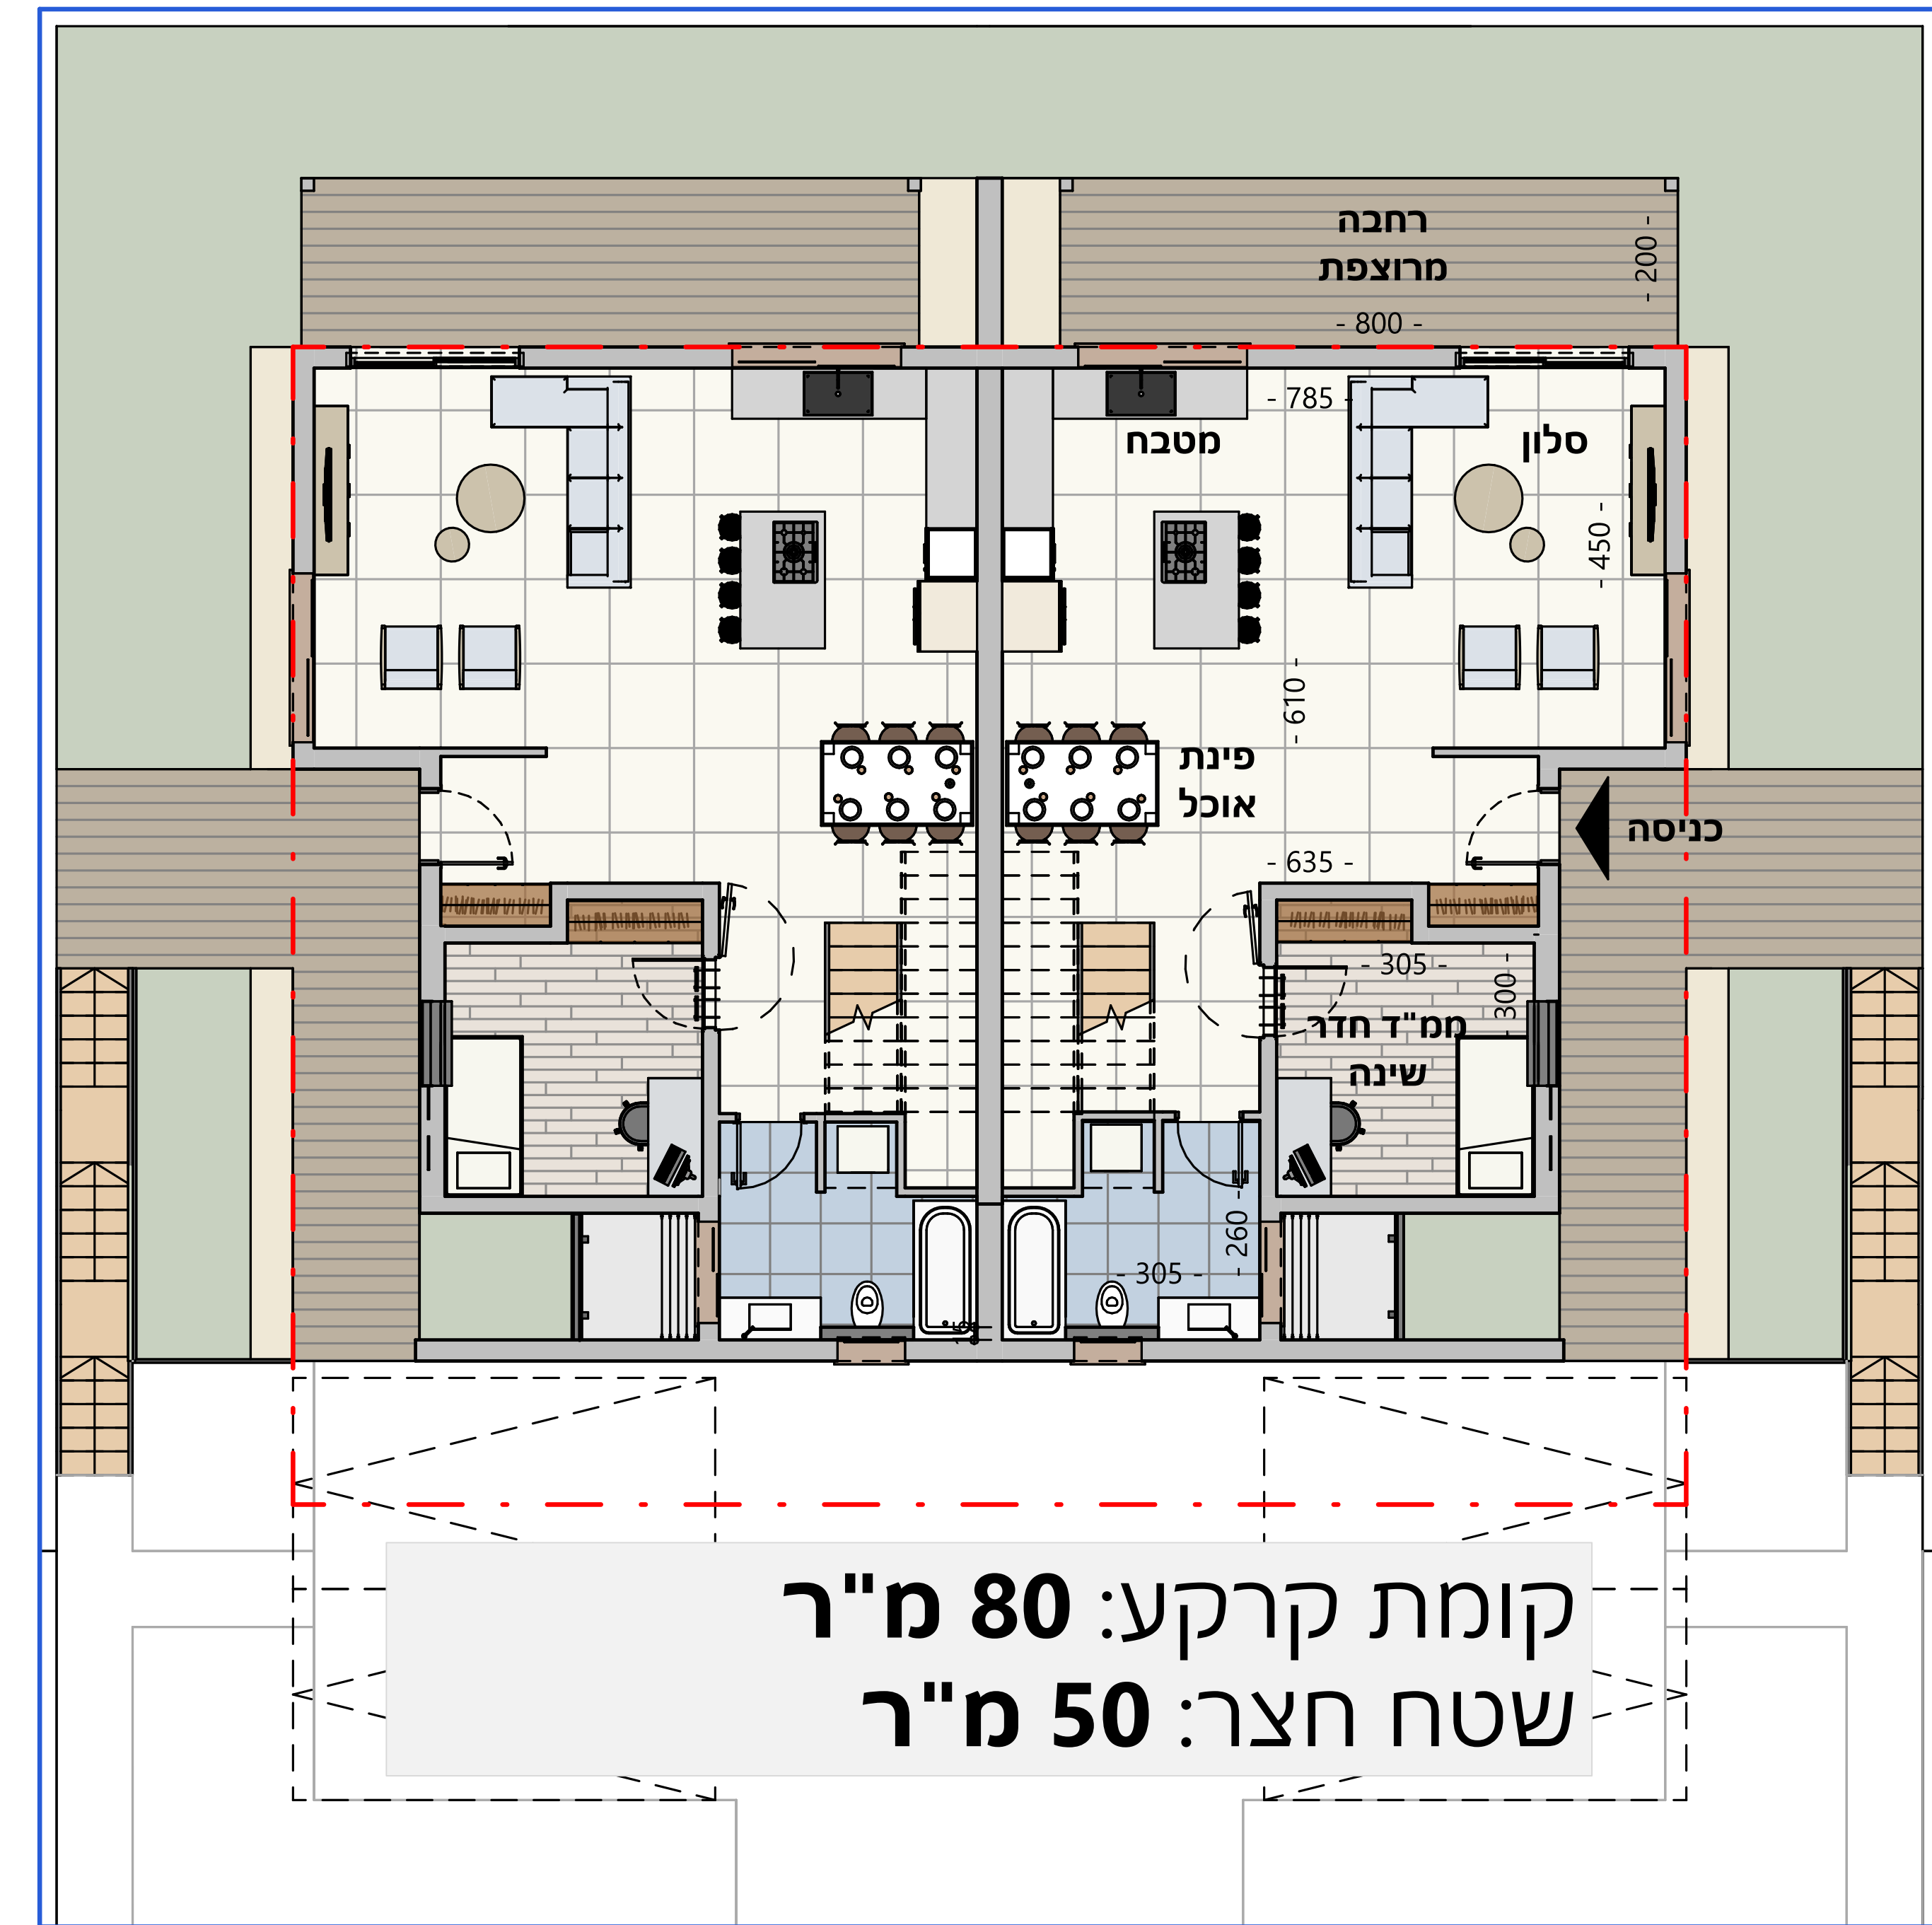 רחבה
מרוצפת
- 200 -
- 800 -
- 785 -
מטבח
סלון
- 450 -
- 610 -
פינת
אוכל
כניסה
- 635 -
- 305 -
- 300 -
ממ"ד חדר
שינה
- 260 -
- 305 -
קומת קרקע: 80 מ"ר
שטח חצר: 50 מ"ר